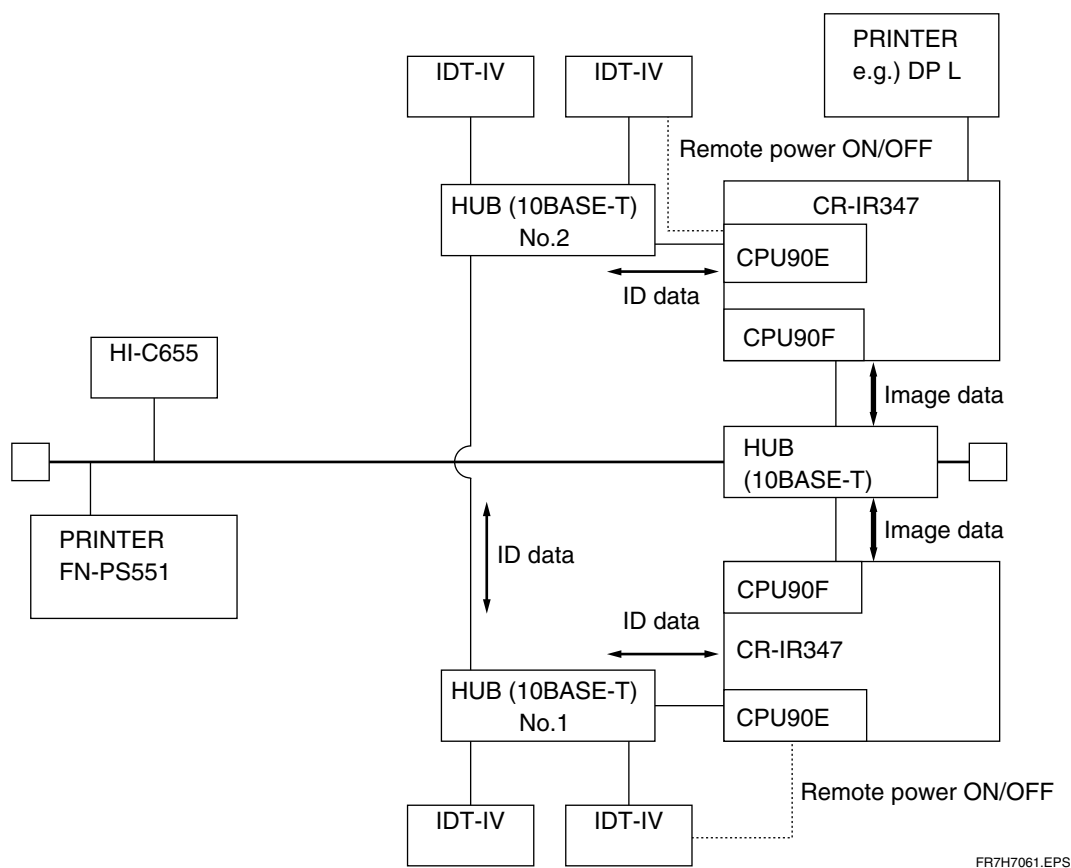 PRINTER
e.g.) DP L
IDT-IV
IDT-IV
Remote power ON/OFF
HUB (10BASE-T)
No.2
CR-IR347
CPU90E
ID data
CPU90F
HI-C655
Image data
HUB
(10BASE-T)
PRINTER
FN-PS551
ID data
Image data
CPU90F
ID data
CR-IR347
HUB (10BASE-T)
No.1
CPU90E
Remote power ON/OFF
IDT-IV
IDT-IV
FR7H7061.EPS